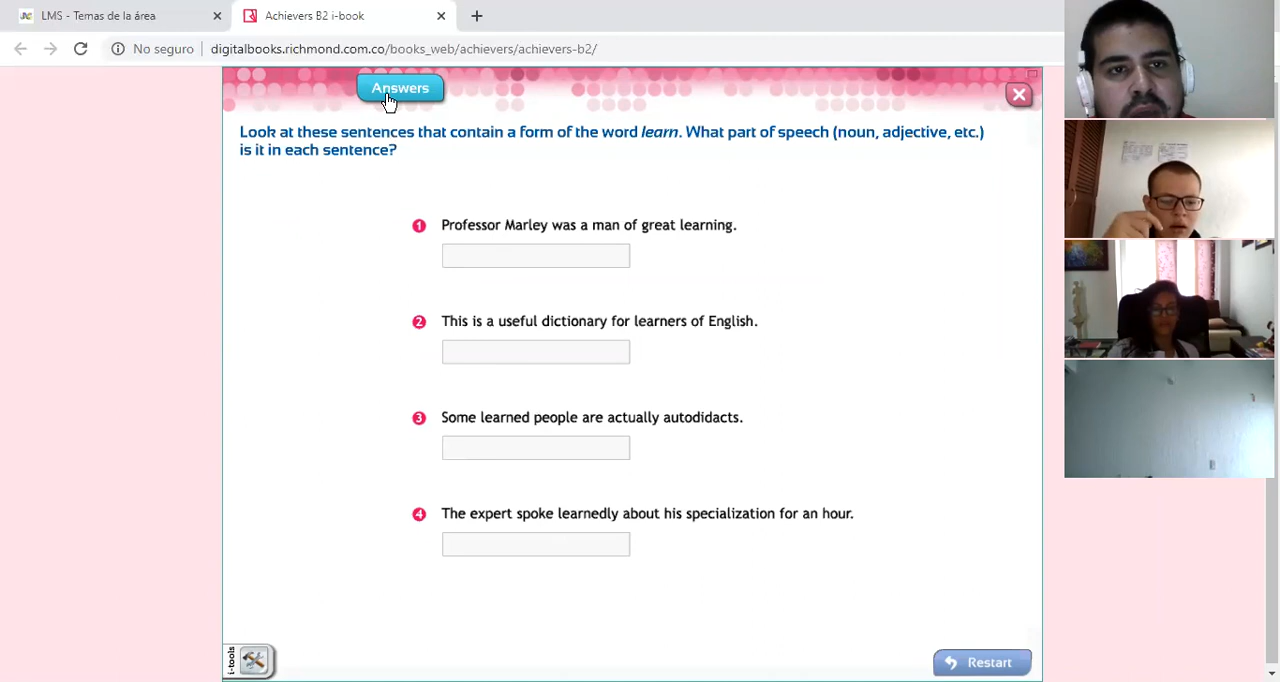 LMS - Temas de la área
Achievers B2 i-book
No seguro
digitalbooks.richmond.com.co/books_web/achievers/achievers-b2/
Answers
Look at these sentences that contain a form of the word learn. What part of speech (noun, adjective, etc.)
is it in each sentence?
1 Professor Marley was a man of great learning.
2 This is a useful dictionary for learners of English.
3 Some learned people are actually autodidacts.
4 The expert spoke learnedly about his specialization for an hour.
i-tools
Restart